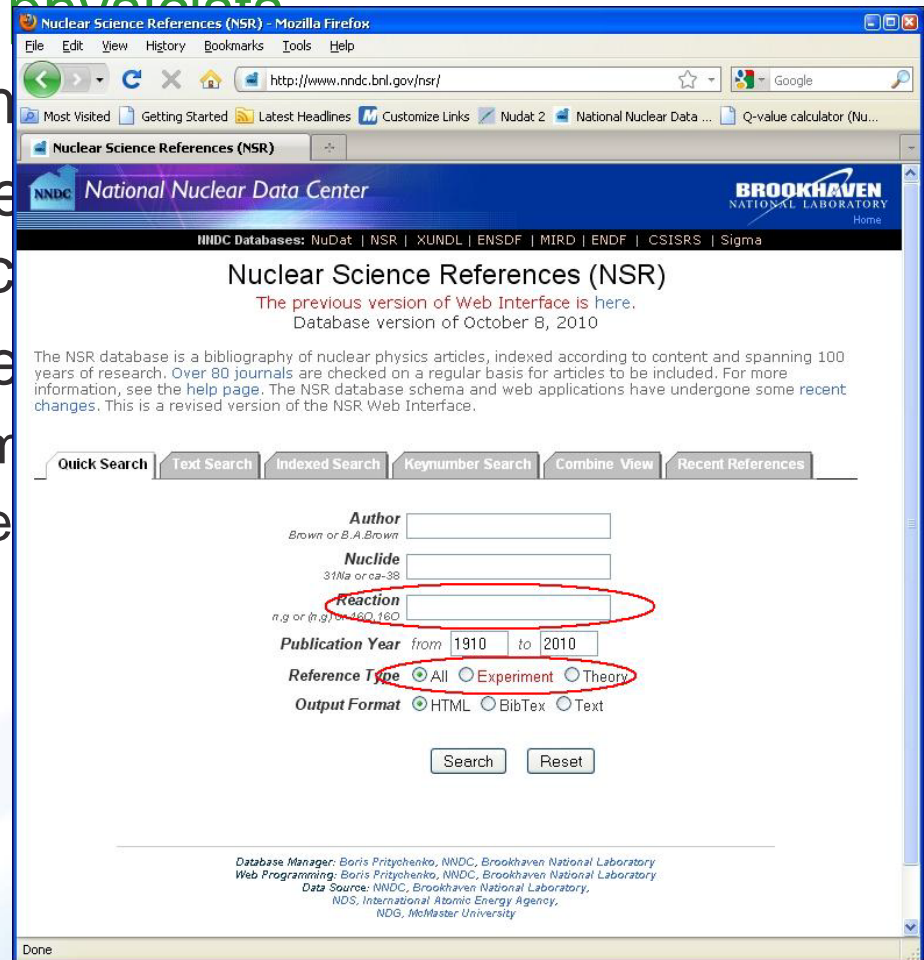 Nuclear Science References (NSR) - Mozilla Firefox
File Edit View History Bookmarks Tools Help
http://www.nndc.bnl.gov/nsr/
Google
Most Visited Getting Started Latest Headlines Customize Links Nudat 2 National Nuclear Data ... Q-value calculator (Nu...
Nuclear Science References (NSR)
NNDC National Nuclear Data Center
BROOKHAVEN
NATIONAL LABORATORY
Home
NNDC Databases: NuDat | NSR | XUNDL | ENSDF | MIRD | ENDF | CSISRS | Sigma
Nuclear Science References (NSR)
The previous version of Web Interface is here.
Database version of October 8, 2010
The NSR database is a bibliography of nuclear physics articles, indexed according to content and spanning 100
years of research. Over 80 journals are checked on a regular basis for articles to be included. For more
information, see the help page. The NSR database schema and web applications have undergone some recent
changes. This is a revised version of the NSR Web Interface.
Quick Search Text Search Indexed Search Keynumber Search Combine View Recent References
Author
Brown or B.A.Brown
Nuclide
31Na or ca-38
Reaction
n,g or (n,g) or 16O,16O
Publication Year from 1910 to 2010
Reference Type All Experiment Theory
Output Format HTML BibTex Text
Search Reset
Database Manager: Boris Pritychenko, NNDC, Brookhaven National Laboratory
Web Programming: Boris Pritychenko, NNDC, Brookhaven National Laboratory
Data Source: NNDC, Brookhaven National Laboratory,
NDS, International Atomic Energy Agency,
NDG, McMaster University
Done